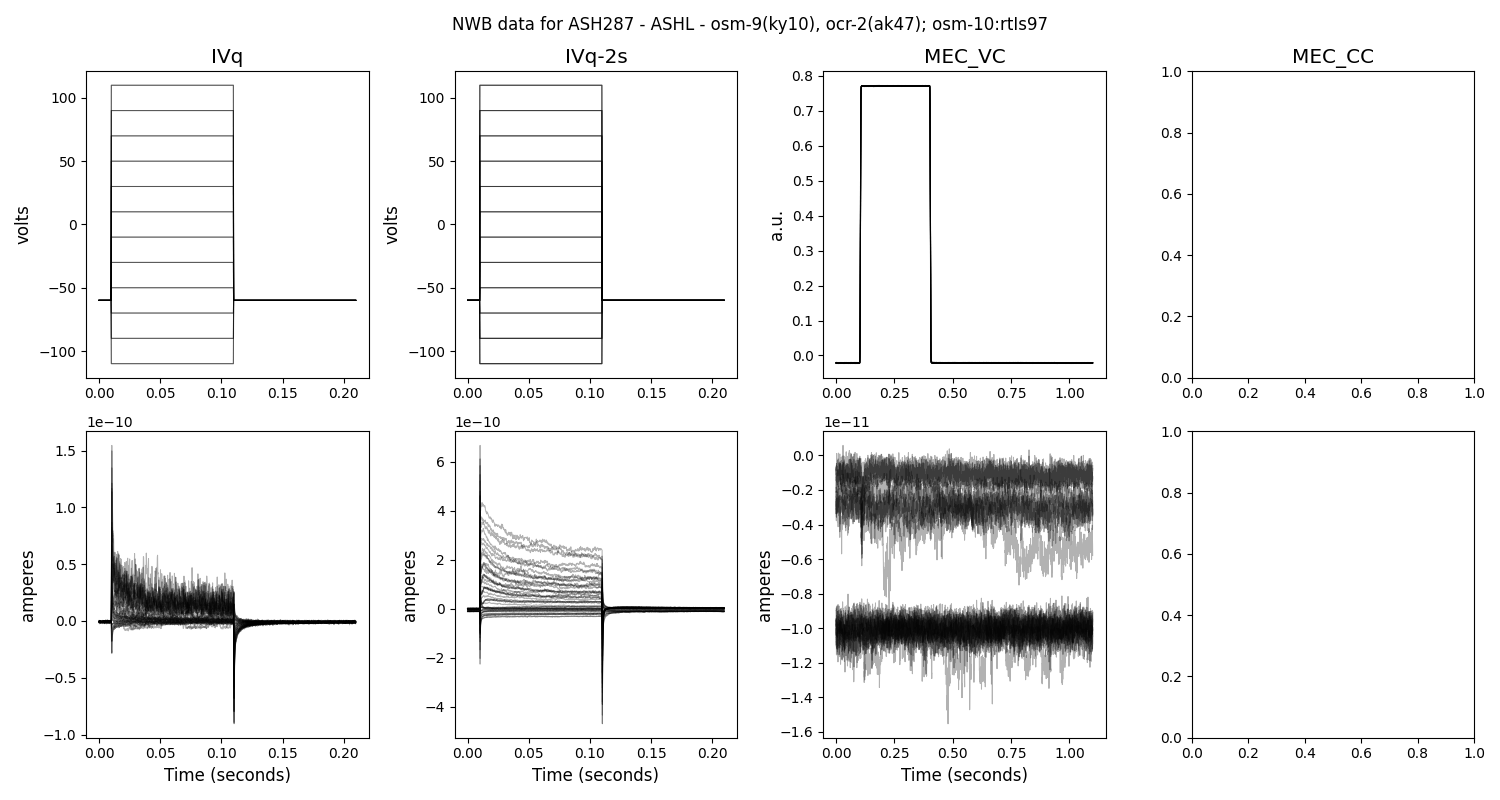 NWB data for ASH287 - ASHL - osm-9(ky10), ocr-2(ak47); osm-10:rtIs97
IVq
IVq-2s
MEC_VC
MEC_CC
volts
100
50
0
−50
−100
0.00 0.05 0.10 0.15 0.20
volts
100
50
0
−50
−100
0.00 0.05 0.10 0.15 0.20
a.u.
0.8
0.7
0.6
0.5
0.4
0.3
0.2
0.1
0.0
0.00 0.25 0.50 0.75 1.00
1.0
0.8
0.6
0.4
0.2
0.0
0.0 0.2 0.4 0.6 0.8 1.0
1e−10
amperes
1.5
1.0
0.5
0.0
−0.5
−1.0
0.00 0.05 0.10 0.15 0.20
Time (seconds)
1e−10
amperes
6
4
2
0
−2
−4
0.00 0.05 0.10 0.15 0.20
Time (seconds)
1e−11
amperes
0.0
−0.2
−0.4
−0.6
−0.8
−1.0
−1.2
−1.4
−1.6
0.00 0.25 0.50 0.75 1.00
Time (seconds)
1.0
0.8
0.6
0.4
0.2
0.0
0.0 0.2 0.4 0.6 0.8 1.0